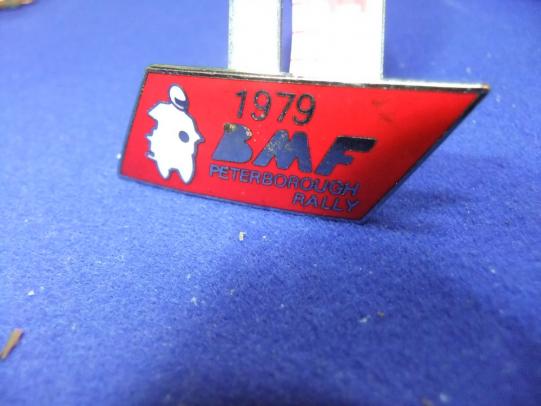 1979
BMF
PETERBOROUGH
RALLY